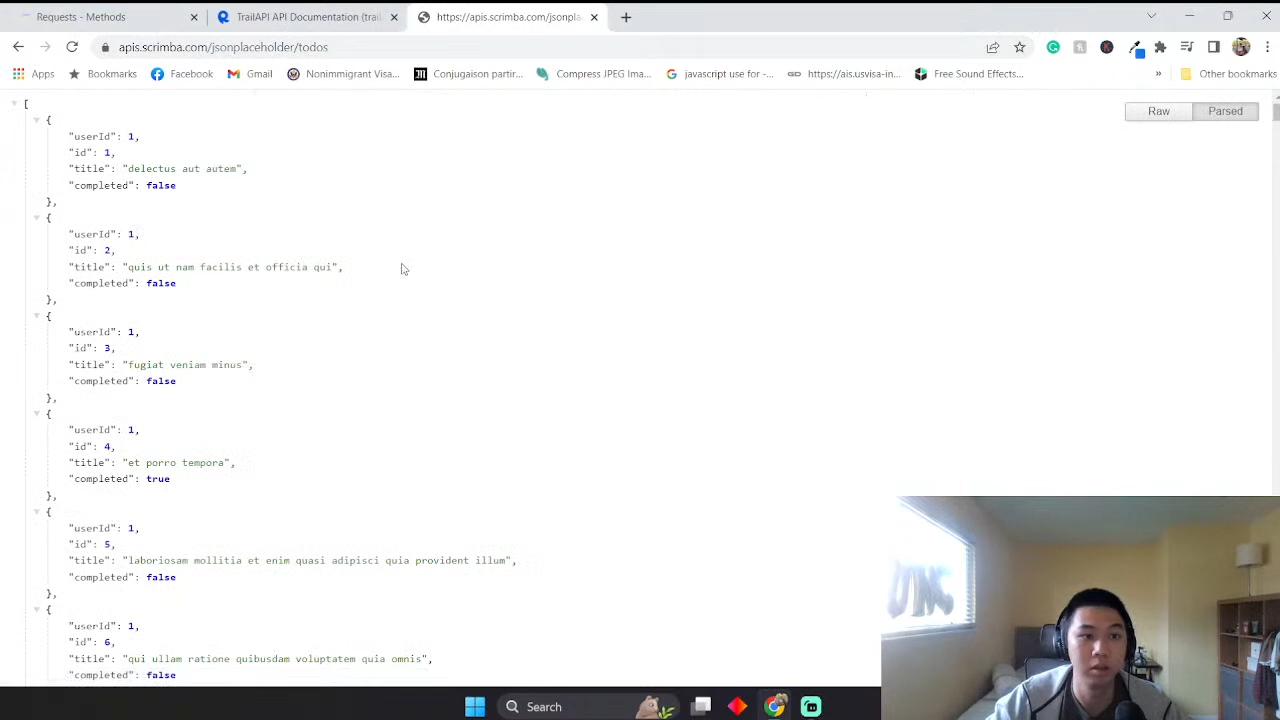 Requests - Methods
TrailAPI API Documentation (trail
https://apis.scrimba.com/jsonpla
apis.scrimba.com/jsonplaceholder/todos
Apps
Bookmarks
Facebook
Gmail
Nonimmigrant Visa...
Conjugaison partir...
Compress JPEG Ima...
javascript use for -...
https://ais.usvisa-in...
Free Sound Effects...
»
Other bookmarks
Raw
Parsed
[
{
"userId": 1,
"id": 1,
"title": "delectus aut autem",
"completed": false
},
{
"userId": 1,
"id": 2,
"title": "quis ut nam facilis et officia qui",
"completed": false
},
{
"userId": 1,
"id": 3,
"title": "fugiat veniam minus",
"completed": false
},
{
"userId": 1,
"id": 4,
"title": "et porro tempora",
"completed": true
},
{
"userId": 1,
"id": 5,
"title": "laboriosam mollitia et enim quasi adipisci quia provident illum",
"completed": false
},
{
"userId": 1,
"id": 6,
"title": "qui ullam ratione quibusdam voluptatem quia omnis",
"completed": false
Search